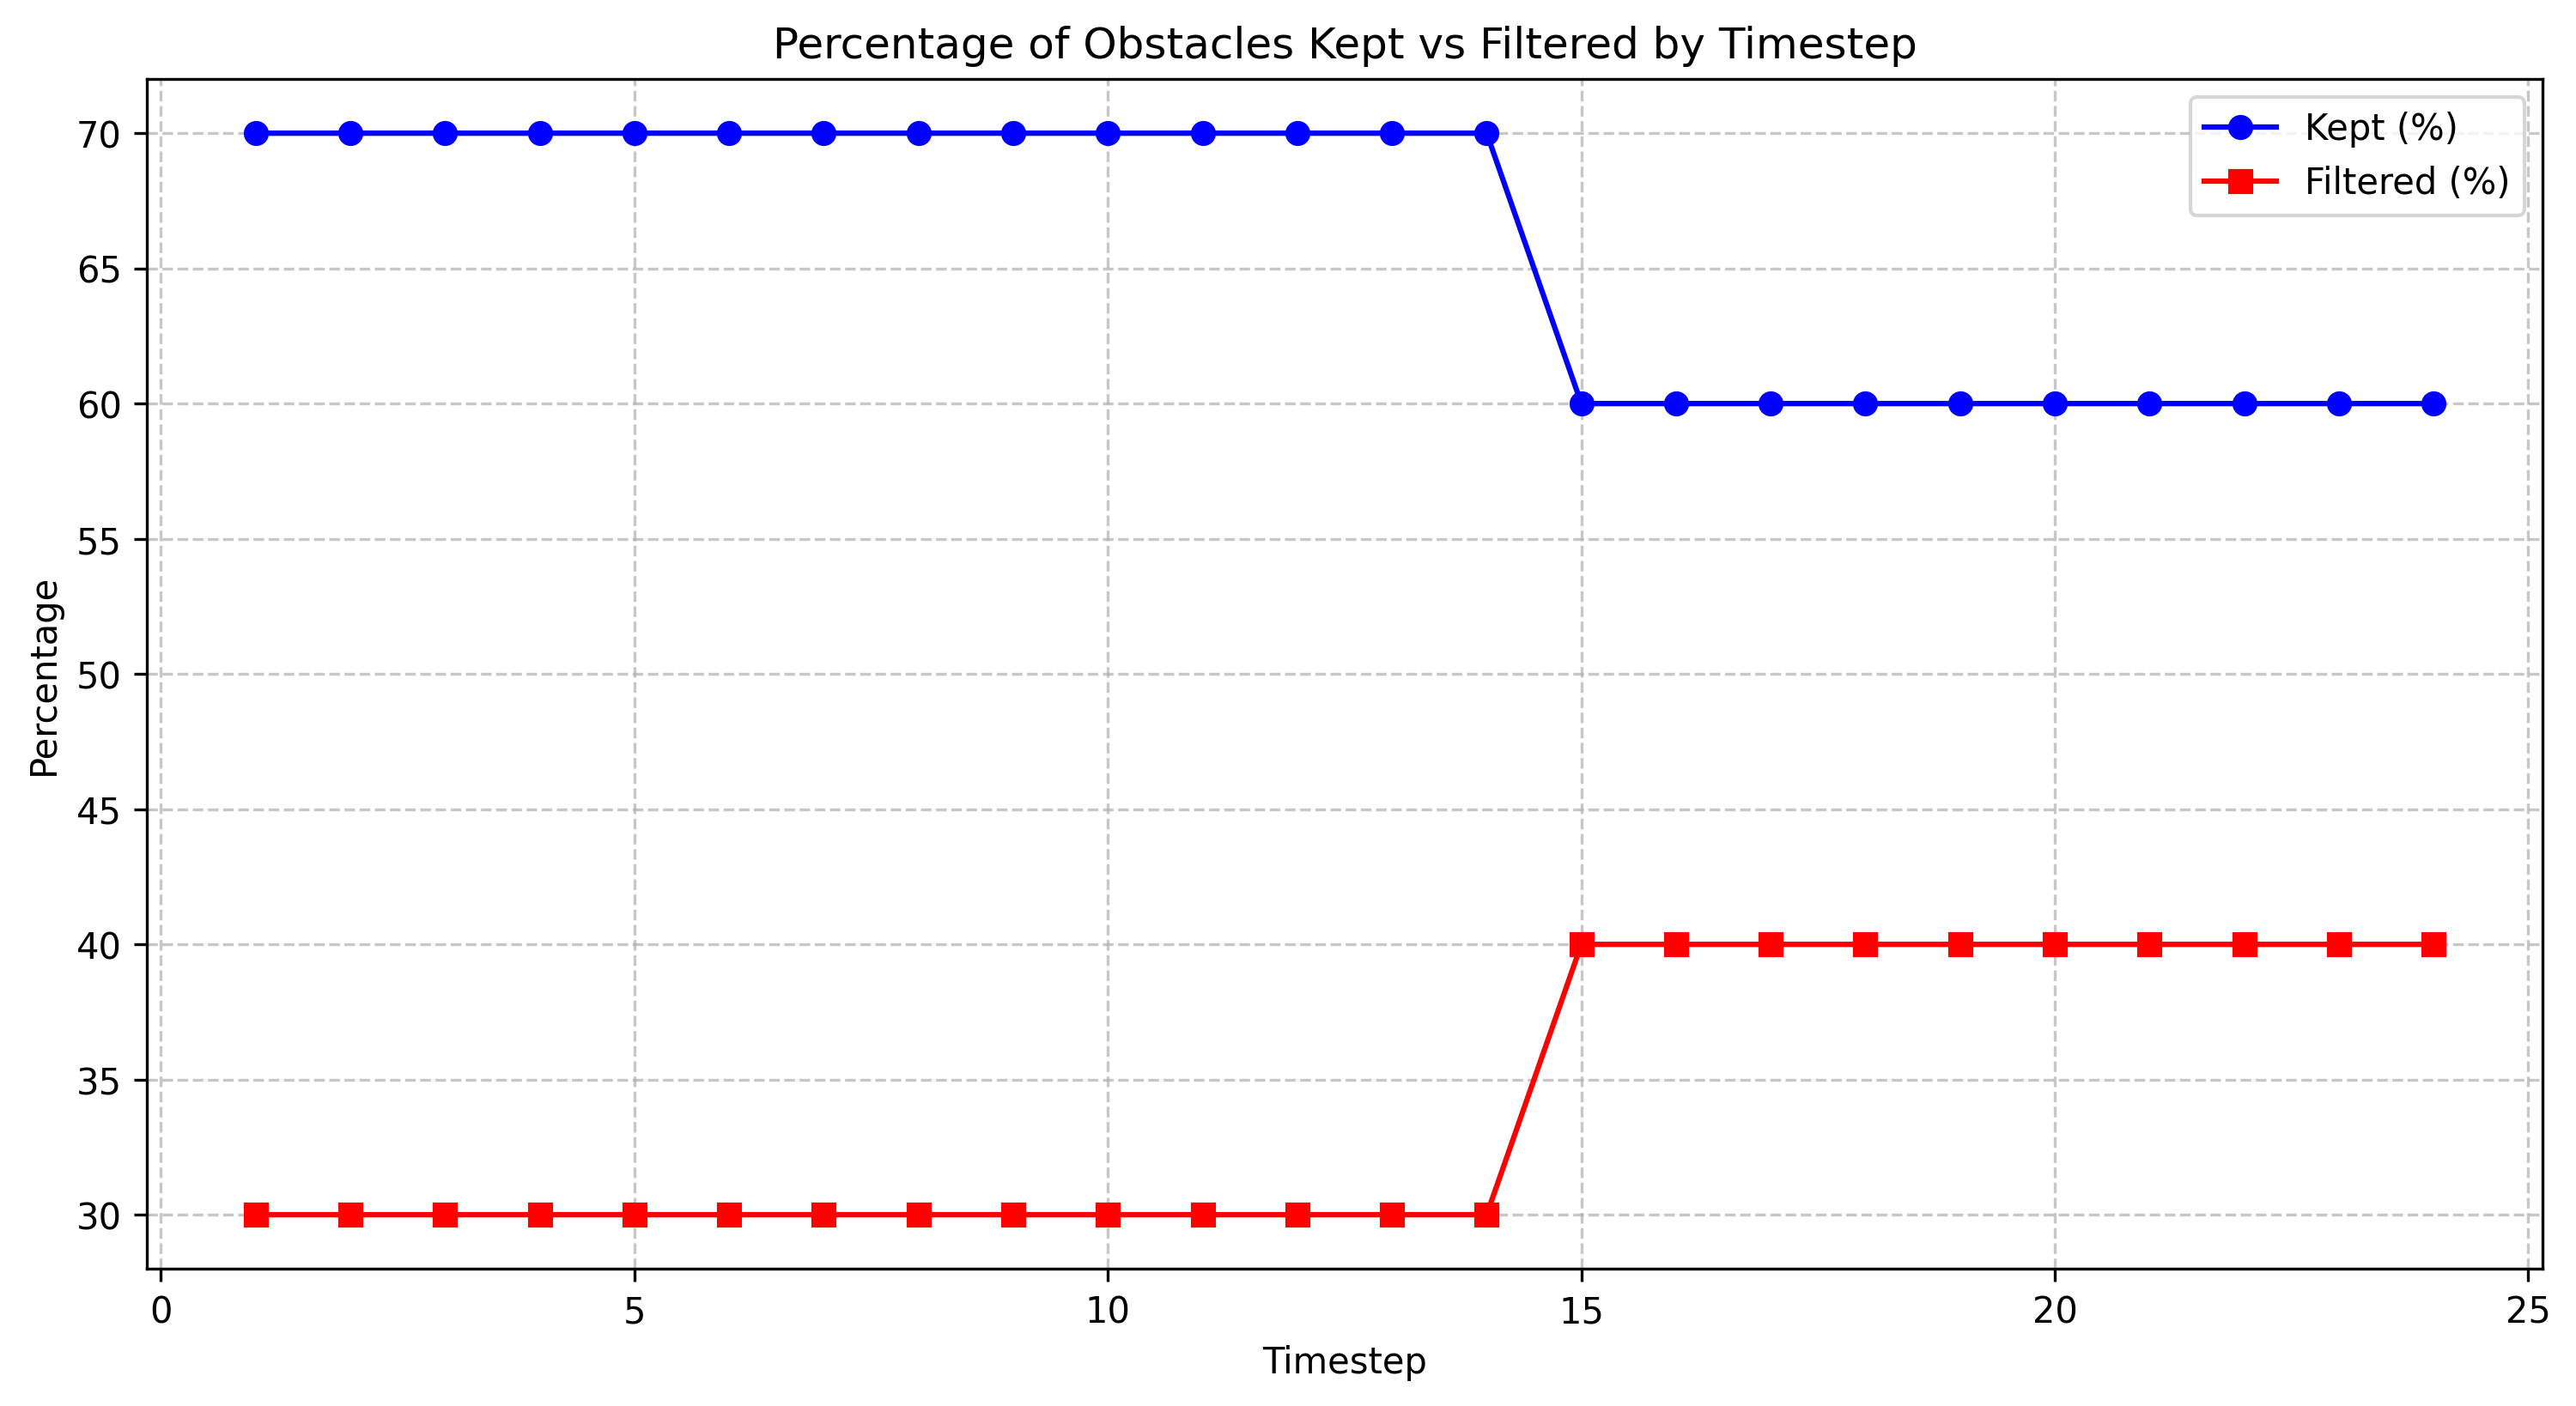 Percentage of Obstacles Kept vs Filtered by Timestep
Kept (%)
Filtered (%)
Percentage
70
65
60
55
50
45
40
35
30
0 5 10 15 20 25
Timestep